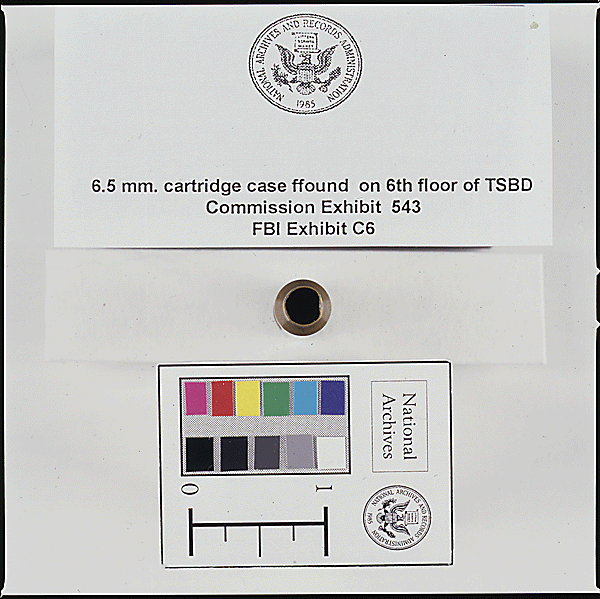 NATIONAL ARCHIVES AND RECORDS ADMINISTRATION
1985
6.5 mm. cartridge case ffound on 6th floor of TSBD
Commission Exhibit 543
FBI Exhibit C6
National
Archives
0 1
NATIONAL ARCHIVES AND RECORDS ADMINISTRATION
1985